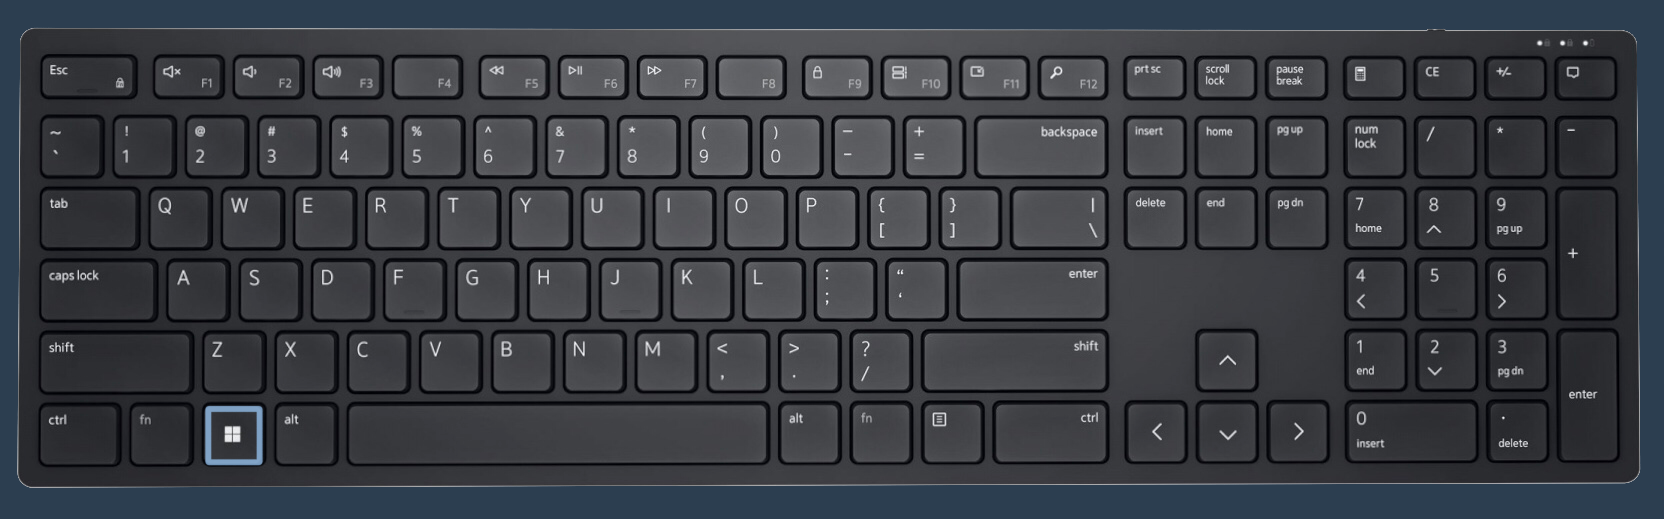 Esc F1 F2 F3 F4 F5 F6 F7 F8 F9 F10 F11 F12 prt sc scroll lock pause break CE +/-
~ ` ! 1 @ 2 # 3 $ 4 % 5 ^ 6 & 7 * 8 ( 9 ) 0 – - + = backspace insert home pg up num lock / * –
tab Q W E R T Y U I O P { [ } ] | \ delete end pg dn 7 home 8 9 pg up +
caps lock A S D F G H J K L : ; “ ‘ enter 4 5 6
shift Z X C V B N M < , > . ? / shift 1 end 2 3 pg dn enter
ctrl fn alt alt fn ctrl 0 insert . delete